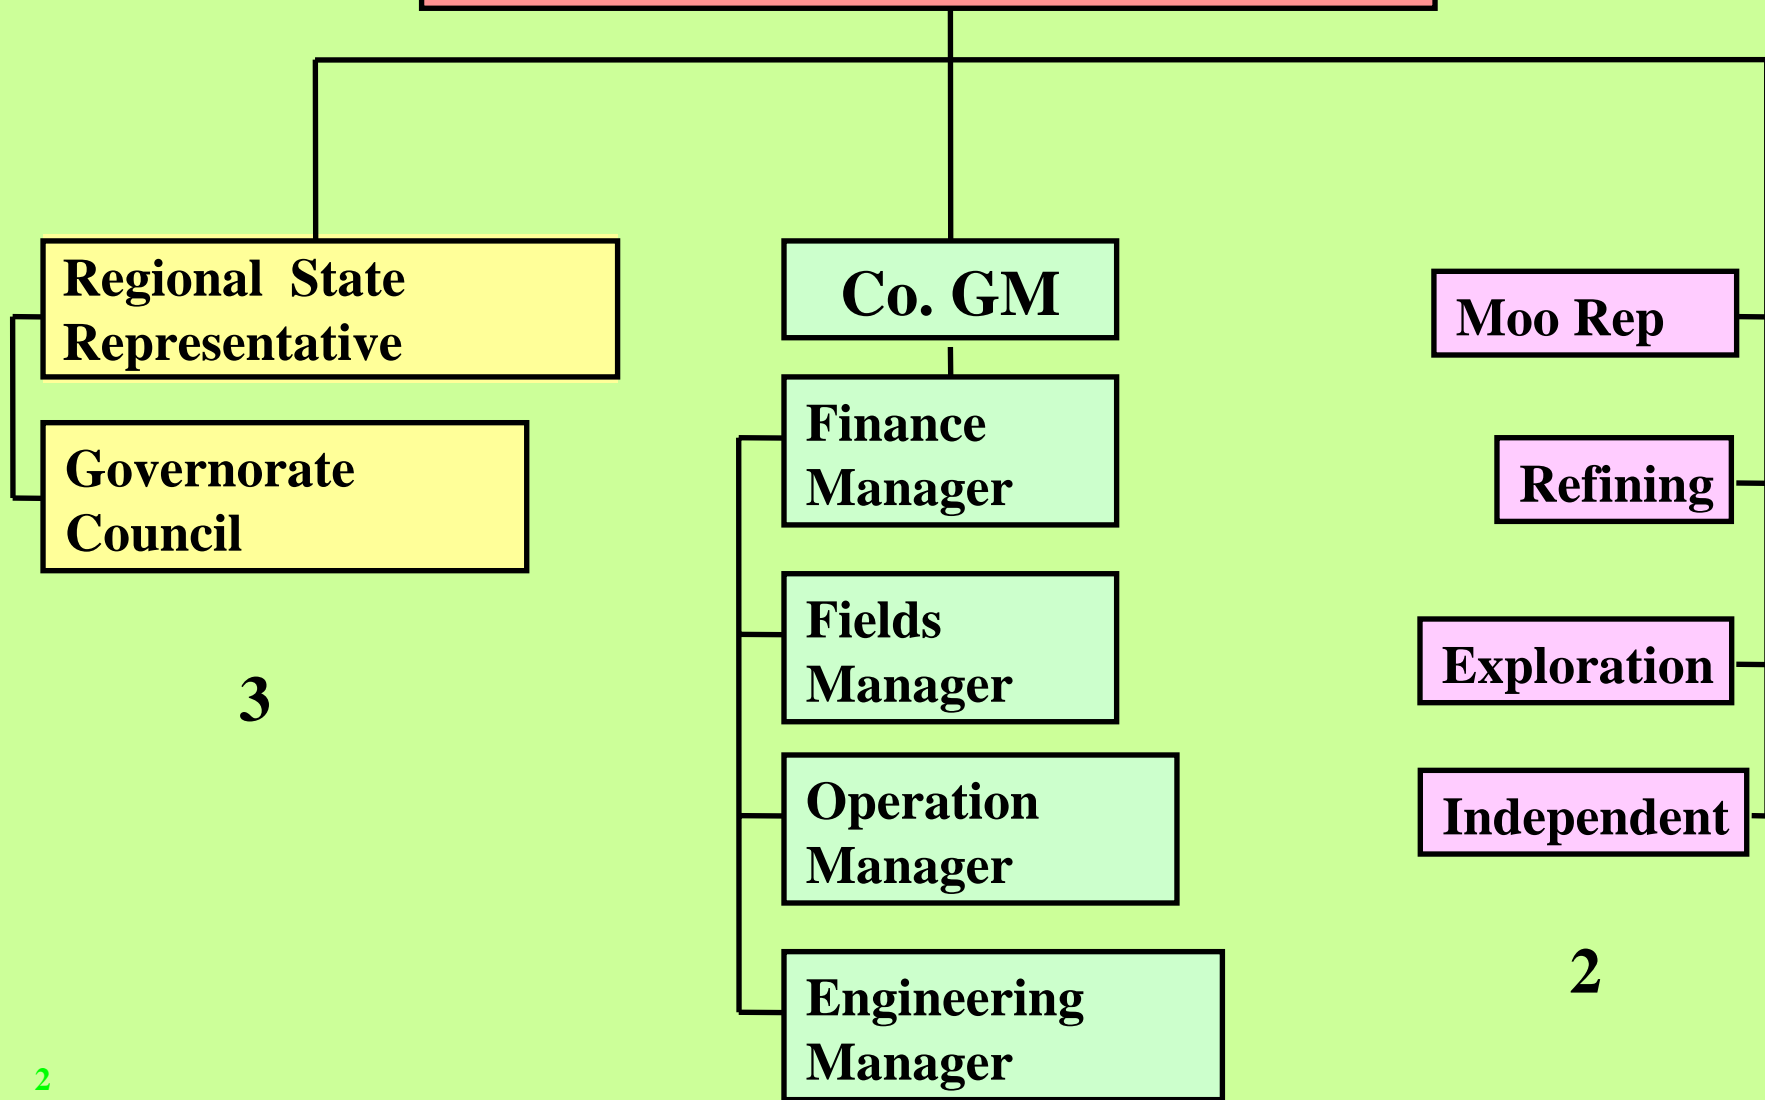 Regional State
Representative
Governorate
Council
3
Co. GM
Finance
Manager
Fields
Manager
Operation
Manager
Engineering
Manager
Moo Rep
Refining
Exploration
Independent
2
2